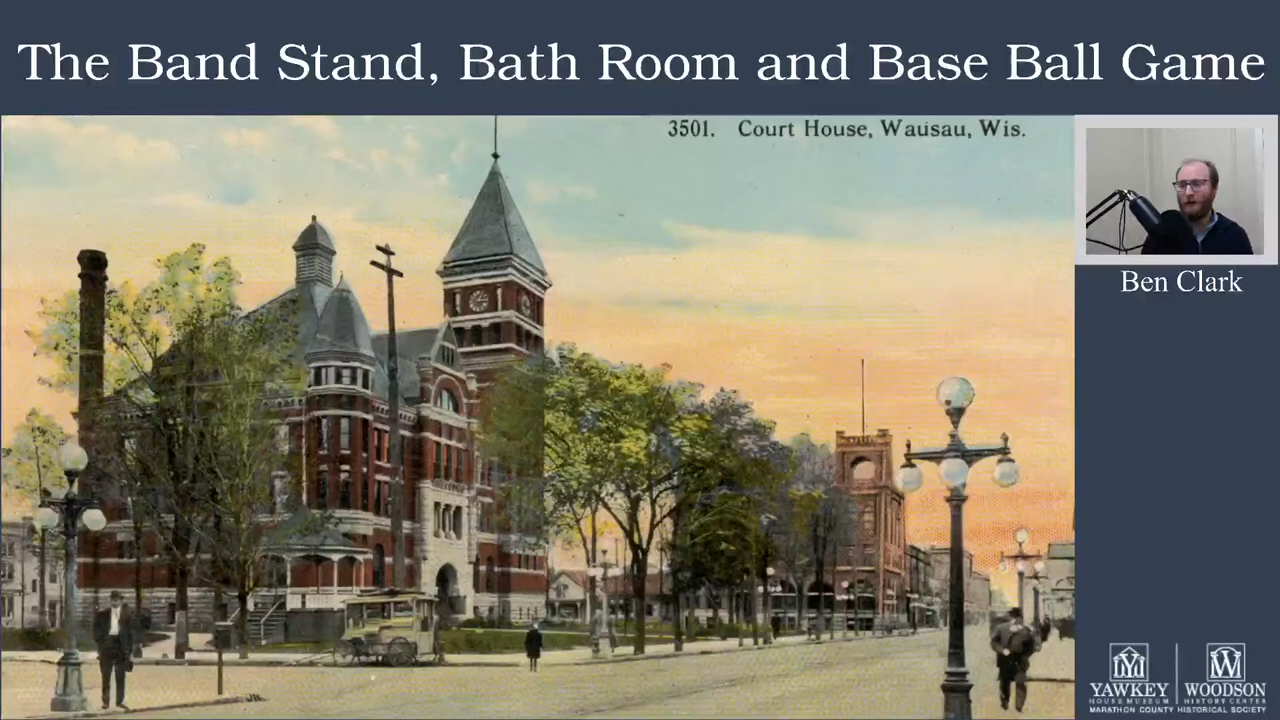 The Band Stand, Bath Room and Base Ball Game
3501. Court House, Wausau, Wis.
Ben Clark
YAWKEY
HOUSE MUSEUM
WOODSON
HISTORY CENTER
MARATHON COUNTY HISTORICAL SOCIETY